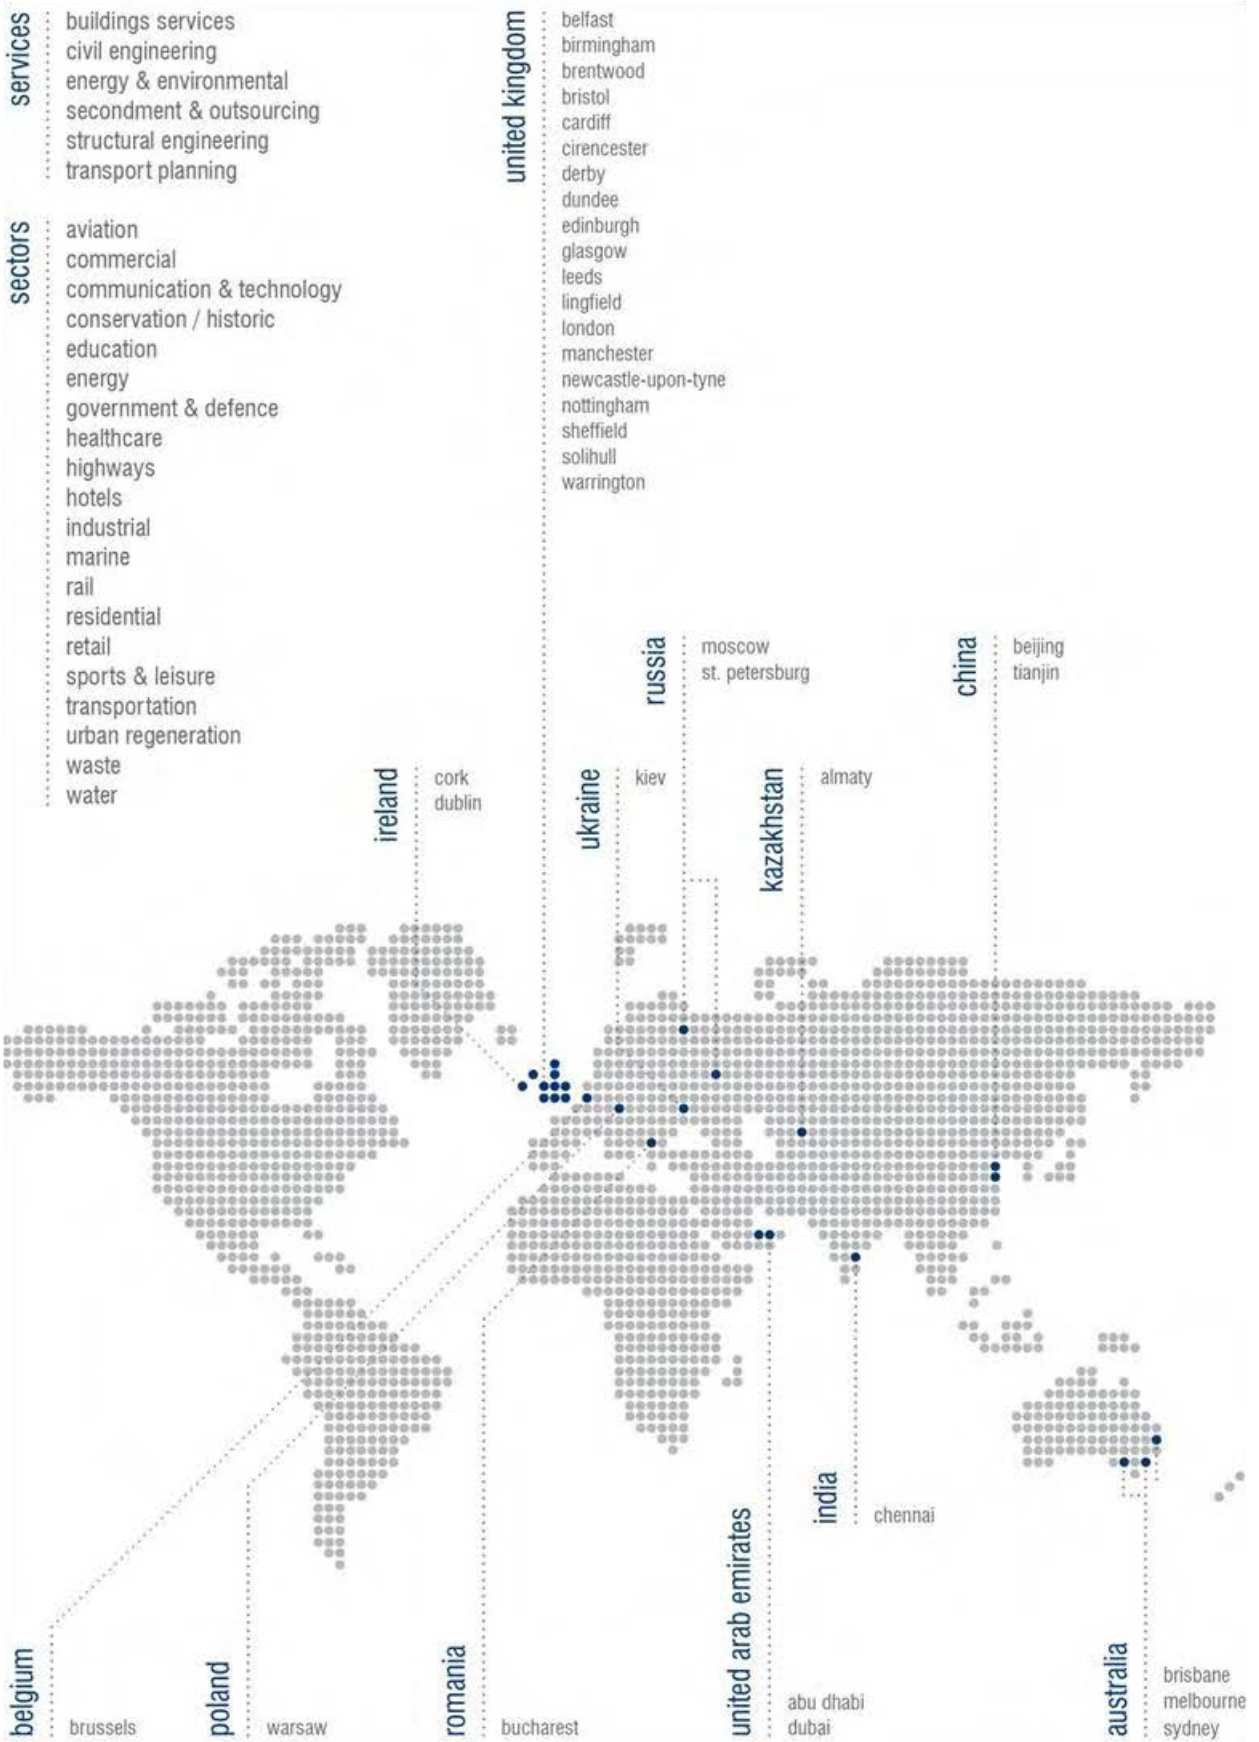 services
buildings services
civil engineering
energy & environmental
secondment & outsourcing
structural engineering
transport planning
sectors
aviation
commercial
communication & technology
conservation / historic
education
energy
government & defence
healthcare
highways
hotels
industrial
marine
rail
residential
retail
sports & leisure
transportation
urban regeneration
waste
water
united kingdom
belfast
birmingham
brentwood
bristol
cardiff
cirencester
derby
dundee
edinburgh
glasgow
leeds
lingfield
london
manchester
newcastle-upon-tyne
nottingham
sheffield
solihull
warrington
russia
moscow
st. petersburg
china
beijing
tianjin
ireland
cork
dublin
ukraine
kiev
kazakhstan
almaty
belgium
brussels
poland
warsaw
romania
bucharest
united arab emirates
abu dhabi
dubai
india
chennai
australia
brisbane
melbourne
sydney